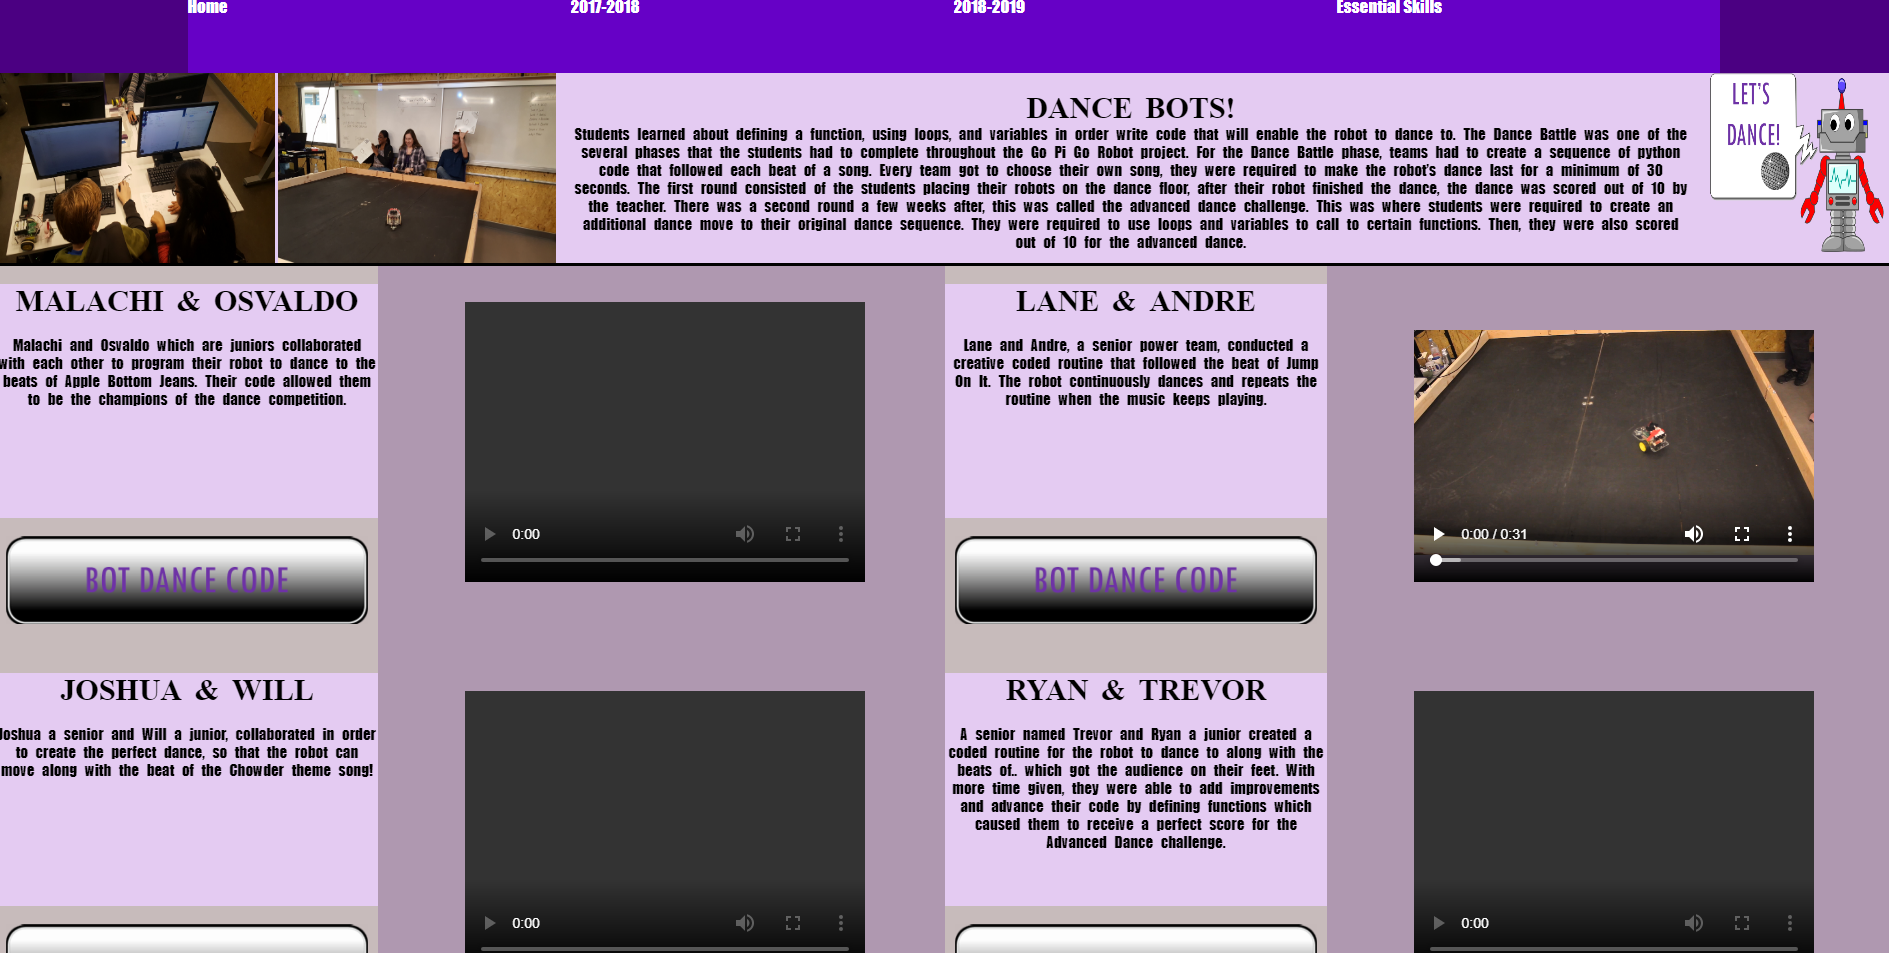 Home 2017-2018 2018-2019 Essential Skills
LET'S
DANCE!
DANCE BOTS!
Students learned about defining a function, using loops, and variables in order write code that will enable the robot to dance to. The Dance Battle was one of the
several phases that the students had to complete throughout the Go Pi Go Robot project. For the Dance Battle phase, teams had to create a sequence of python
code that followed each beat of a song. Every team got to choose their own song, they were required to make the robot's dance last for a minimum of 30
seconds. The first round consisted of the students placing their robots on the dance floor, after their robot finished the dance, the dance was scored out of 10 by
the teacher. There was a second round a few weeks after, this was called the advanced dance challenge. This was where students were required to create an
additional dance move to their original dance sequence. They were required to use loops and variables to call to certain functions. Then, they were also scored
out of 10 for the advanced dance.
MALACHI & OSVALDO
Malachi and Osvaldo which are juniors collaborated
with each other to program their robot to dance to the
beats of Apple Bottom Jeans. Their code allowed them
to be the champions of the dance competition.
BOT DANCE CODE
0:00
LANE & ANDRE
Lane and Andre, a senior power team, conducted a
creative coded routine that followed the beat of Jump
On It. The robot continuously dances and repeats the
routine when the music keeps playing.
BOT DANCE CODE
0:00 / 0:31
JOSHUA & WILL
Joshua a senior and Will a junior, collaborated in order
to create the perfect dance, so that the robot can
move along with the beat of the Chowder theme song!
0:00
RYAN & TREVOR
A senior named Trevor and Ryan a junior created a
coded routine for the robot to dance to along with the
beats of.. which got the audience on their feet. With
more time given, they were able to add improvements
and advance their code by defining functions which
caused them to receive a perfect score for the
Advanced Dance challenge.
0:00